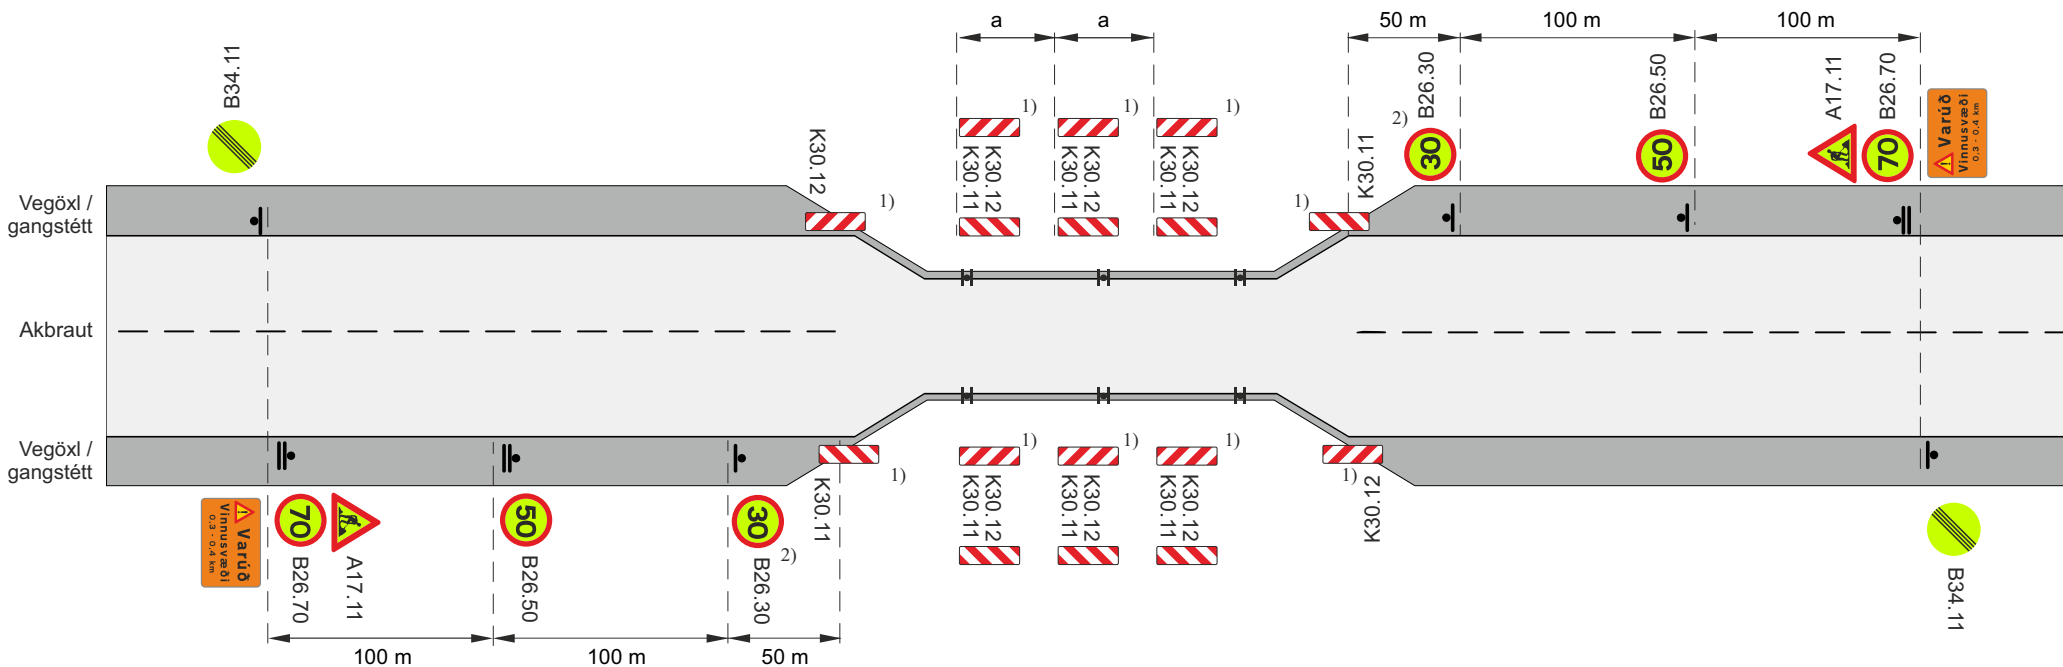 a
a
50 m
100 m
100 m
B34.11
K30.12
1)
1)
1)
1)
K30.11
K30.12
K30.11
K30.12
K30.11
K30.12
1)
K30.11
2)
30
B26.30
50
B26.50
A17.11
70
B26.70
Varúð
Vinnusvæði
0,3 - 0,4 km
Vegöxl /
gangstétt
Akbraut
Vegöxl /
gangstétt
Varúð
Vinnusvæði
0,3 - 0,4 km
70
B26.70
A17.11
50
B26.50
30
2)
B26.30
K30.11
1)
1)
1)
1)
K30.11
K30.12
K30.11
K30.12
K30.11
K30.12
1)
K30.12
B34.11
100 m
100 m
50 m